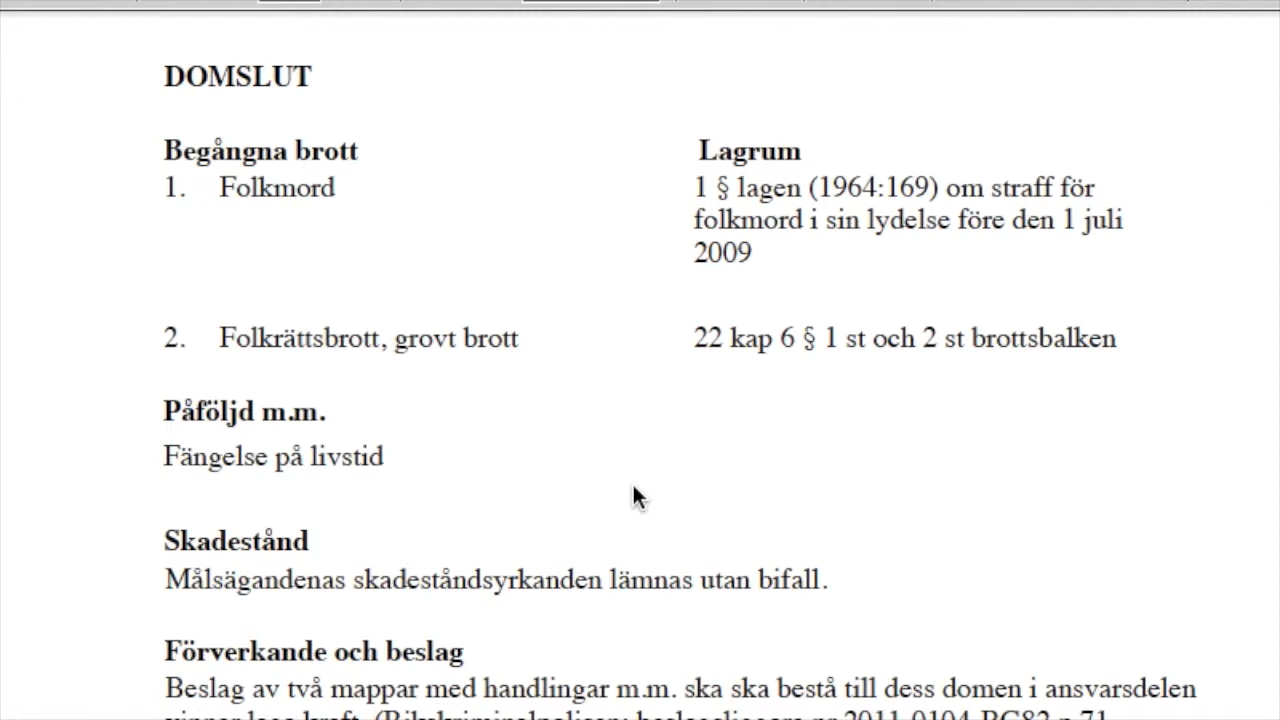 DOMSLUT
Begångna brott Lagrum
1. Folkmord 1 § lagen (1964:169) om straff för
folkmord i sin lydelse före den 1 juli
2009
2. Folkrättsbrott, grovt brott 22 kap 6 § 1 st och 2 st brottsbalken
Påföljd m.m.
Fängelse på livstid
Skadestånd
Målsägandenas skadeståndsyrkanden lämnas utan bifall.
Förverkande och beslag
Beslag av två mappar med handlingar m.m. ska ska bestå till dess domen i ansvarsdelen